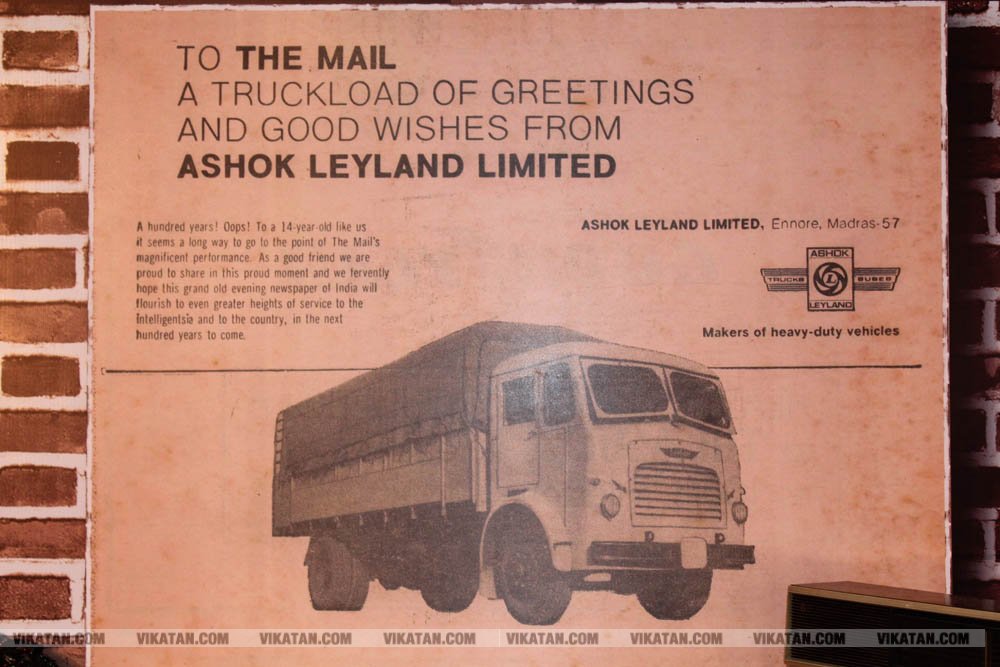 TO THE MAIL
A TRUCKLOAD OF GREETINGS
AND GOOD WISHES FROM
ASHOK LEYLAND LIMITED
A hundred years! Oops! To a 14-year-old like us
it seems a long way to go to the point of The Mail's
magnificent performance. As a good friend we are
proud to share in this proud moment and we fervently
hope this grand old evening newspaper of India will
flourish to even greater heights of service to the
Intelligentsia and to the country, in the next
hundred years to come.
ASHOK LEYLAND LIMITED, Ennore, Madras-57
ASHOK
TRUCKS L BUSES
LEYLAND
Makers of heavy-duty vehicles
VIKATAN.COM VIKATAN.COM VIKATAN.COM VIKATAN.COM VIKATAN.COM VIKATAN.COM VIKATAN.COM VIKATAN.COM